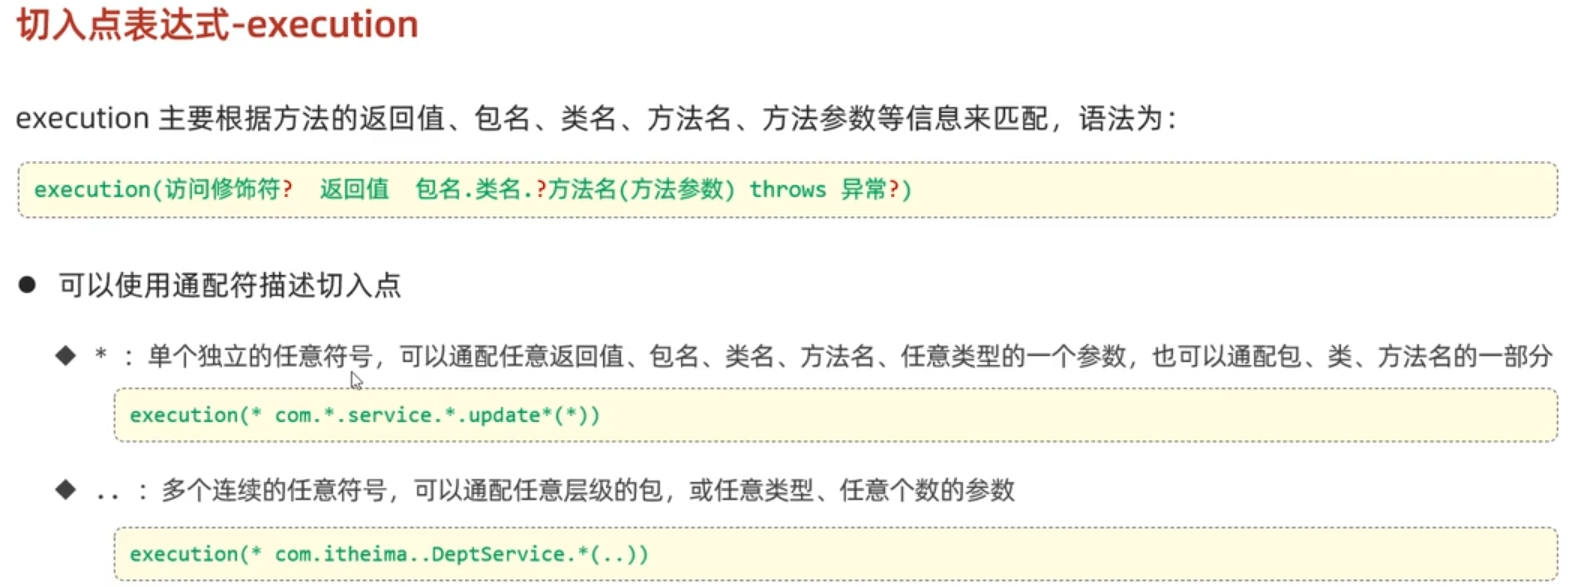 切入点表达式-execution
execution 主要根据方法的返回值、包名、类名、方法名、方法参数等信息来匹配，语法为：
execution(访问修饰符?  返回值  包名.类名.?方法名(方法参数) throws 异常?)
● 可以使用通配符描述切入点
◆ * ：单个独立的任意符号，可以通配任意返回值、包名、类名、方法名、任意类型的一个参数，也可以通配包、类、方法名的一部分
execution(* com.*.service.*.update*(*))
◆ .. ：多个连续的任意符号，可以通配任意层级的包，或任意类型、任意个数的参数
execution(* com.itheima..DeptService.*(..))